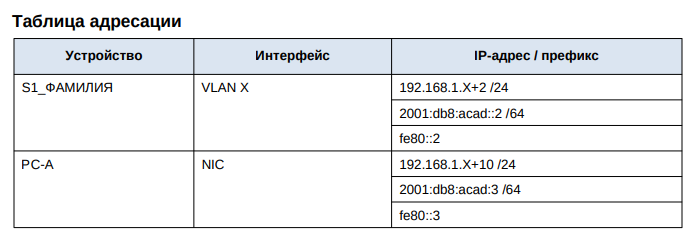 Таблица адресации
Устройство Интерфейс IP-адрес / префикс
S1_ФАМИЛИЯ VLAN X 192.168.1.X+2 /24
2001:db8:acad::2 /64
fe80::2
PC-A NIC 192.168.1.X+10 /24
2001:db8:acad:3 /64
fe80::3